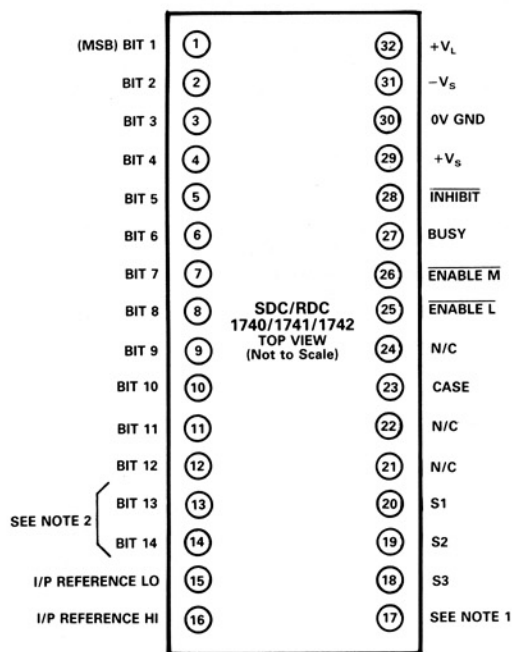 (MSB) BIT 1 1 32 +VL
BIT 2 2 31 −VS
BIT 3 3 30 0V GND
BIT 4 4 29 +VS
BIT 5 5 28 INHIBIT
BIT 6 6 27 BUSY
BIT 7 7 26 ENABLE M
BIT 8 8 25 ENABLE L
SDC/RDC
1740/1741/1742
TOP VIEW
(Not to Scale)
BIT 9 9 24 N/C
BIT 10 10 23 CASE
BIT 11 11 22 N/C
BIT 12 12 21 N/C
BIT 13 13 20 S1
SEE NOTE 2
BIT 14 14 19 S2
I/P REFERENCE LO 15 18 S3
I/P REFERENCE HI 16 17 SEE NOTE 1